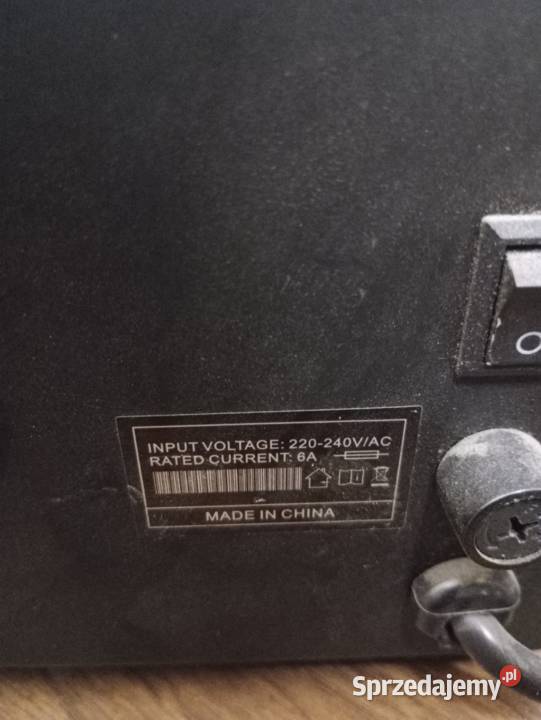 O
INPUT VOLTAGE: 220-240V/AC
RATED CURRENT: 6A
MADE IN CHINA
Sprzedajemy.pl